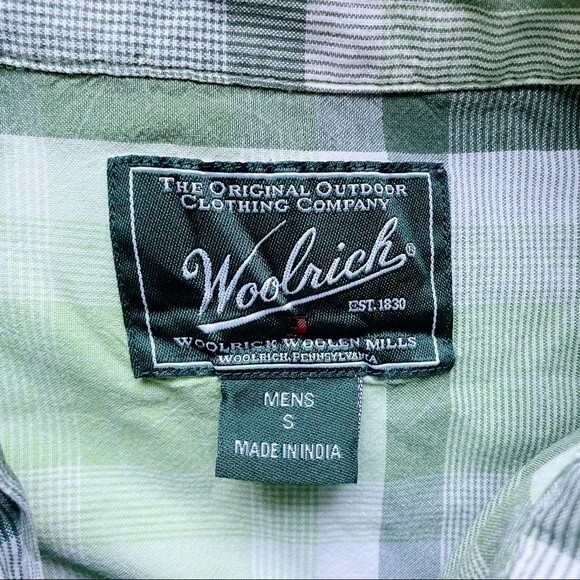 THE ORIGINAL OUTDOOR
CLOTHING COMPANY
Woolrich®
EST. 1830
WOOLRICH WOOLEN MILLS
WOOLRICH, PENNSYLVANIA
MENS
S
MADE IN INDIA